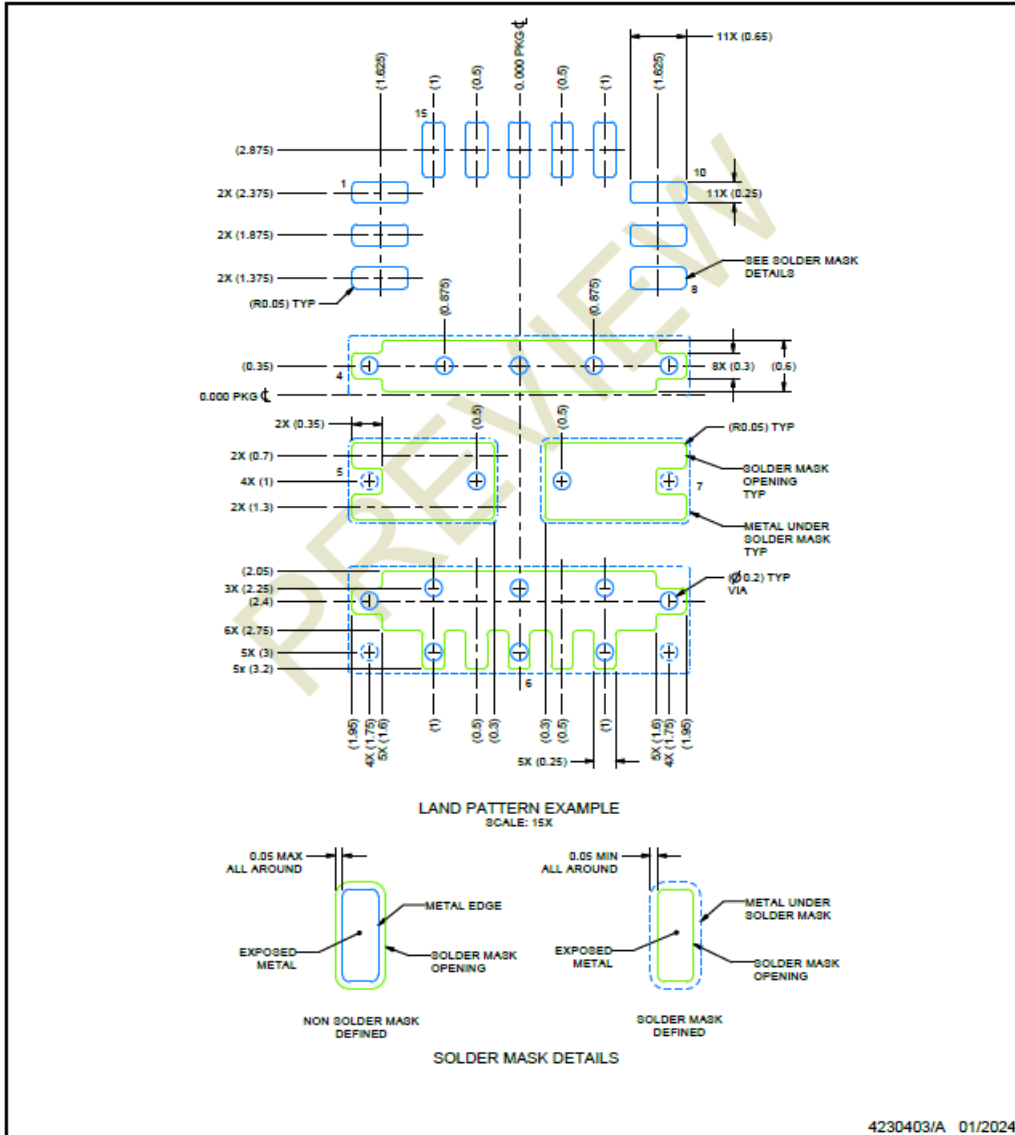 (1.625)
(1)
(0.5)
0.000 PKG ℄
(0.5)
(1)
(1.625)
11X (0.65)
15
(2.875)
1
10
2X (2.375)
11X (0.25)
2X (1.875)
SEE SOLDER MASK
DETAILS
2X (1.375)
8
(R0.05) TYP
(0.875)
(0.875)
(0.35)
4
8X (0.3)
(0.6)
0.000 PKG ℄
2X (0.35)
(0.5)
(0.5)
(R0.05) TYP
2X (0.7)
5
4X (1)
7
SOLDER MASK
OPENING
TYP
2X (1.3)
METAL UNDER
SOLDER MASK
TYP
(2.05)
3X (2.25)
(2.4)
(Ø0.2) TYP
VIA
6X (2.75)
5X (3)
5x (3.2)
6
(1.95)
4X (1.75)
5X (1.6)
(1)
(0.5)
(0.3)
(0.3)
(0.5)
(1)
5X (1.6)
4X (1.75)
(1.95)
5X (0.25)
PREVIEW
LAND PATTERN EXAMPLE
SCALE: 15X
0.05 MAX
ALL AROUND
METAL EDGE
EXPOSED
METAL
SOLDER MASK
OPENING
NON SOLDER MASK
DEFINED
0.05 MIN
ALL AROUND
METAL UNDER
SOLDER MASK
EXPOSED
METAL
SOLDER MASK
OPENING
SOLDER MASK
DEFINED
SOLDER MASK DETAILS
4230403/A 01/2024